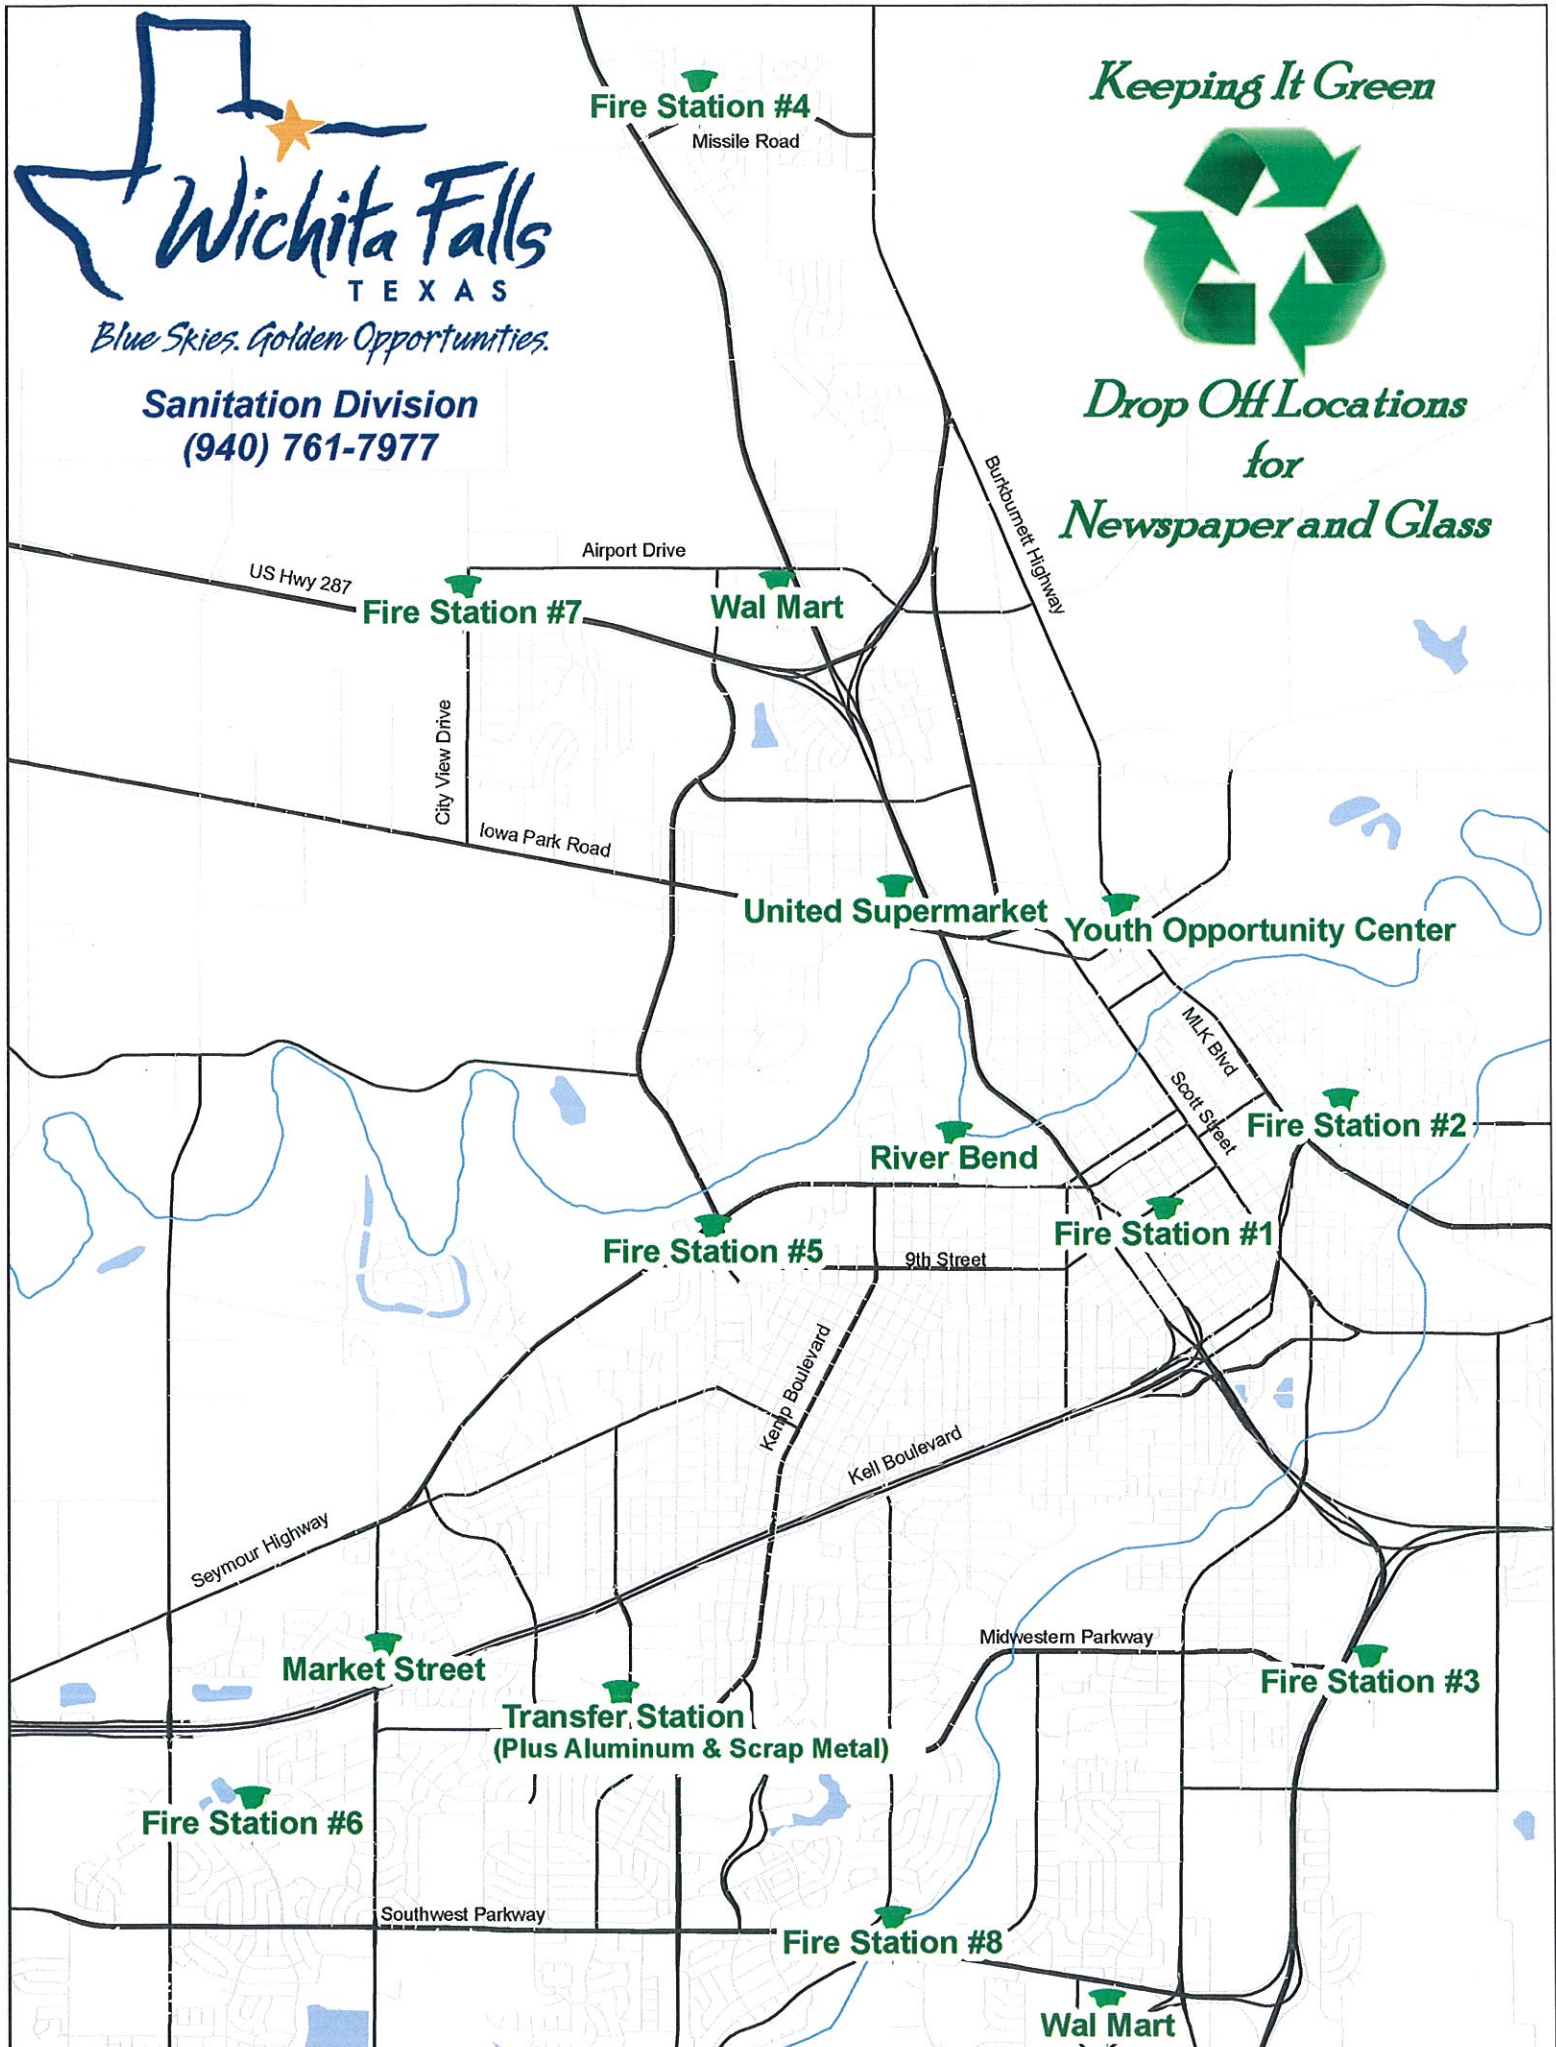 Fire Station #4
Missile Road
Keeping It Green
Wichita Falls
TEXAS
Blue Skies. Golden Opportunities.
Sanitation Division
(940) 761-7977
Drop Off Locations
for
Newspaper and Glass
Burkburnett Highway
Airport Drive
US Hwy 287
Fire Station #7
Wal Mart
City View Drive
Iowa Park Road
United Supermarket
Youth Opportunity Center
MLK Blvd
Scott Street
Fire Station #2
River Bend
Fire Station #1
Fire Station #5
9th Street
Kemp Boulevard
Kell Boulevard
Seymour Highway
Midwestern Parkway
Market Street
Fire Station #3
Transfer Station
(Plus Aluminum & Scrap Metal)
Fire Station #6
Southwest Parkway
Fire Station #8
Wal Mart